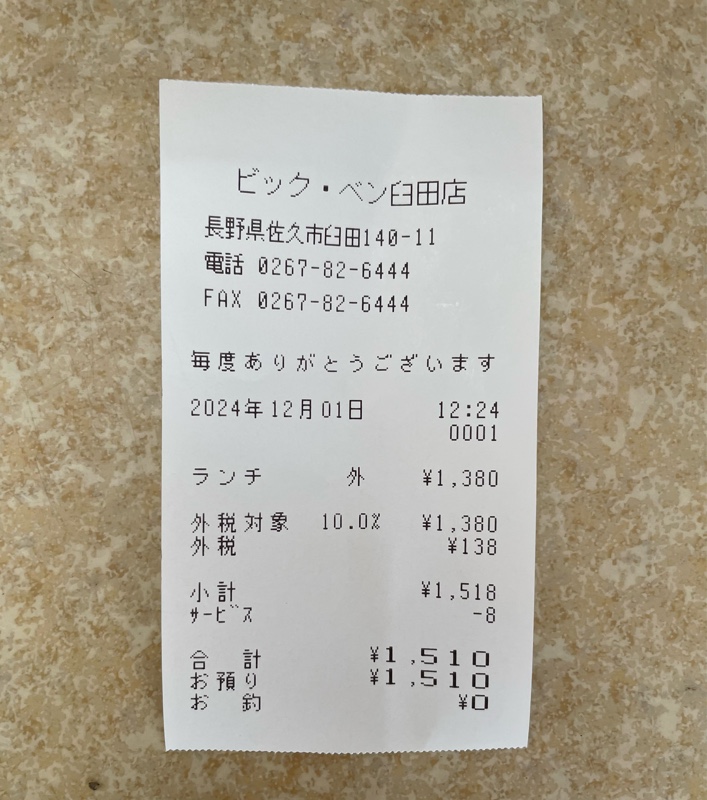 ビック・ベン臼田店
長野県佐久市臼田140-11
電話 0267-82-6444
FAX 0267-82-6444
毎度ありがとうございます
2024年12月01日 12:24
0001
ランチ 外 ¥1,380
外税対象 10.0% ¥1,380
外税 ¥138
小計 ¥1,518
ｻｰﾋﾞｽ -8
合計 ¥1,510
お預り ¥1,510
お釣 ¥0